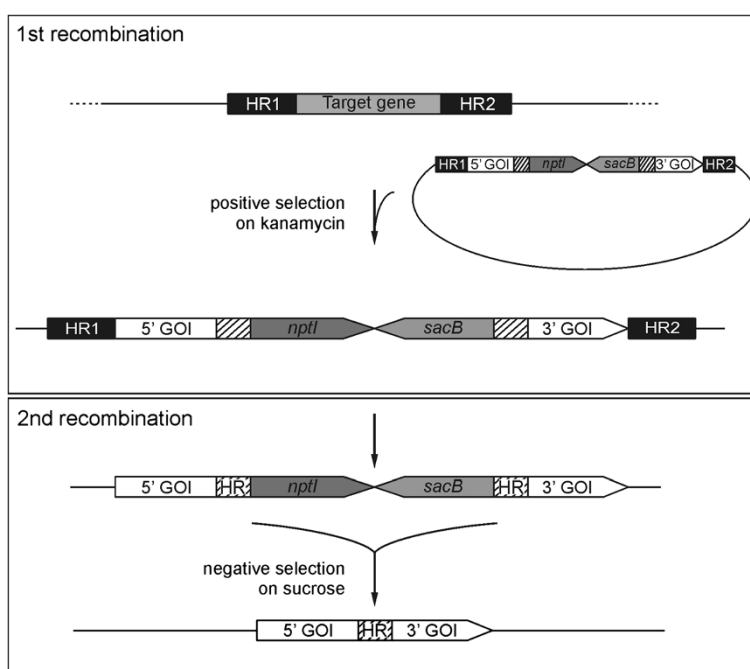 1st recombination
HR1 Target gene HR2
HR1 5' GOI nptI sacB 3' GOI HR2
positive selection
on kanamycin
HR1 5' GOI nptI sacB 3' GOI HR2
2nd recombination
5' GOI HR nptI sacB HR 3' GOI
negative selection
on sucrose
5' GOI HR 3' GOI